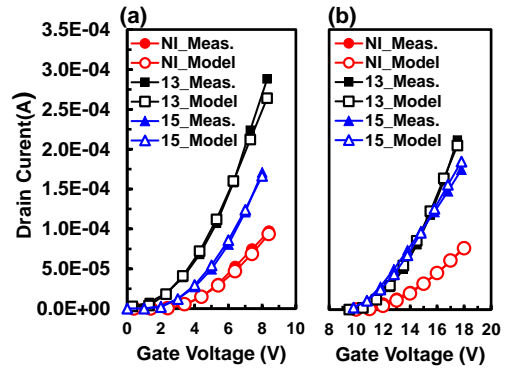 (a)
(b)
3.5E-04
3.0E-04
2.5E-04
2.0E-04
1.5E-04
1.0E-04
5.0E-05
0.0E+00
Drain Curent(A)
NI_Meas.
NI_Model
13_Meas.
13_Model
15_Meas.
15_Model
NI_Meas.
NI_Model
13_Meas.
13_Model
15_Meas.
15_Model
0 2 4 6 8 10
8 10 12 14 16 18 20
Gate Voltage (V)
Gate Voltage (V)